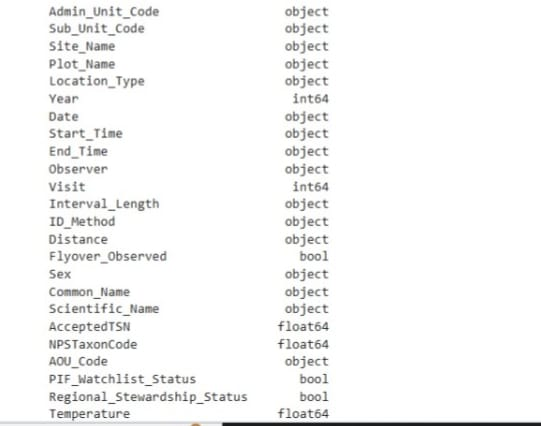 Admin_Unit_Code object
Sub_Unit_Code object
Site_Name object
Plot_Name object
Location_Type object
Year int64
Date object
Start_Time object
End_Time object
Observer object
Visit int64
Interval_Length object
ID_Method object
Distance object
Flyover_Observed bool
Sex object
Common_Name object
Scientific_Name object
AcceptedTSN float64
NPSTaxonCode float64
AOU_Code object
PIF_Watchlist_Status bool
Regional_Stewardship_Status bool
Temperature float64